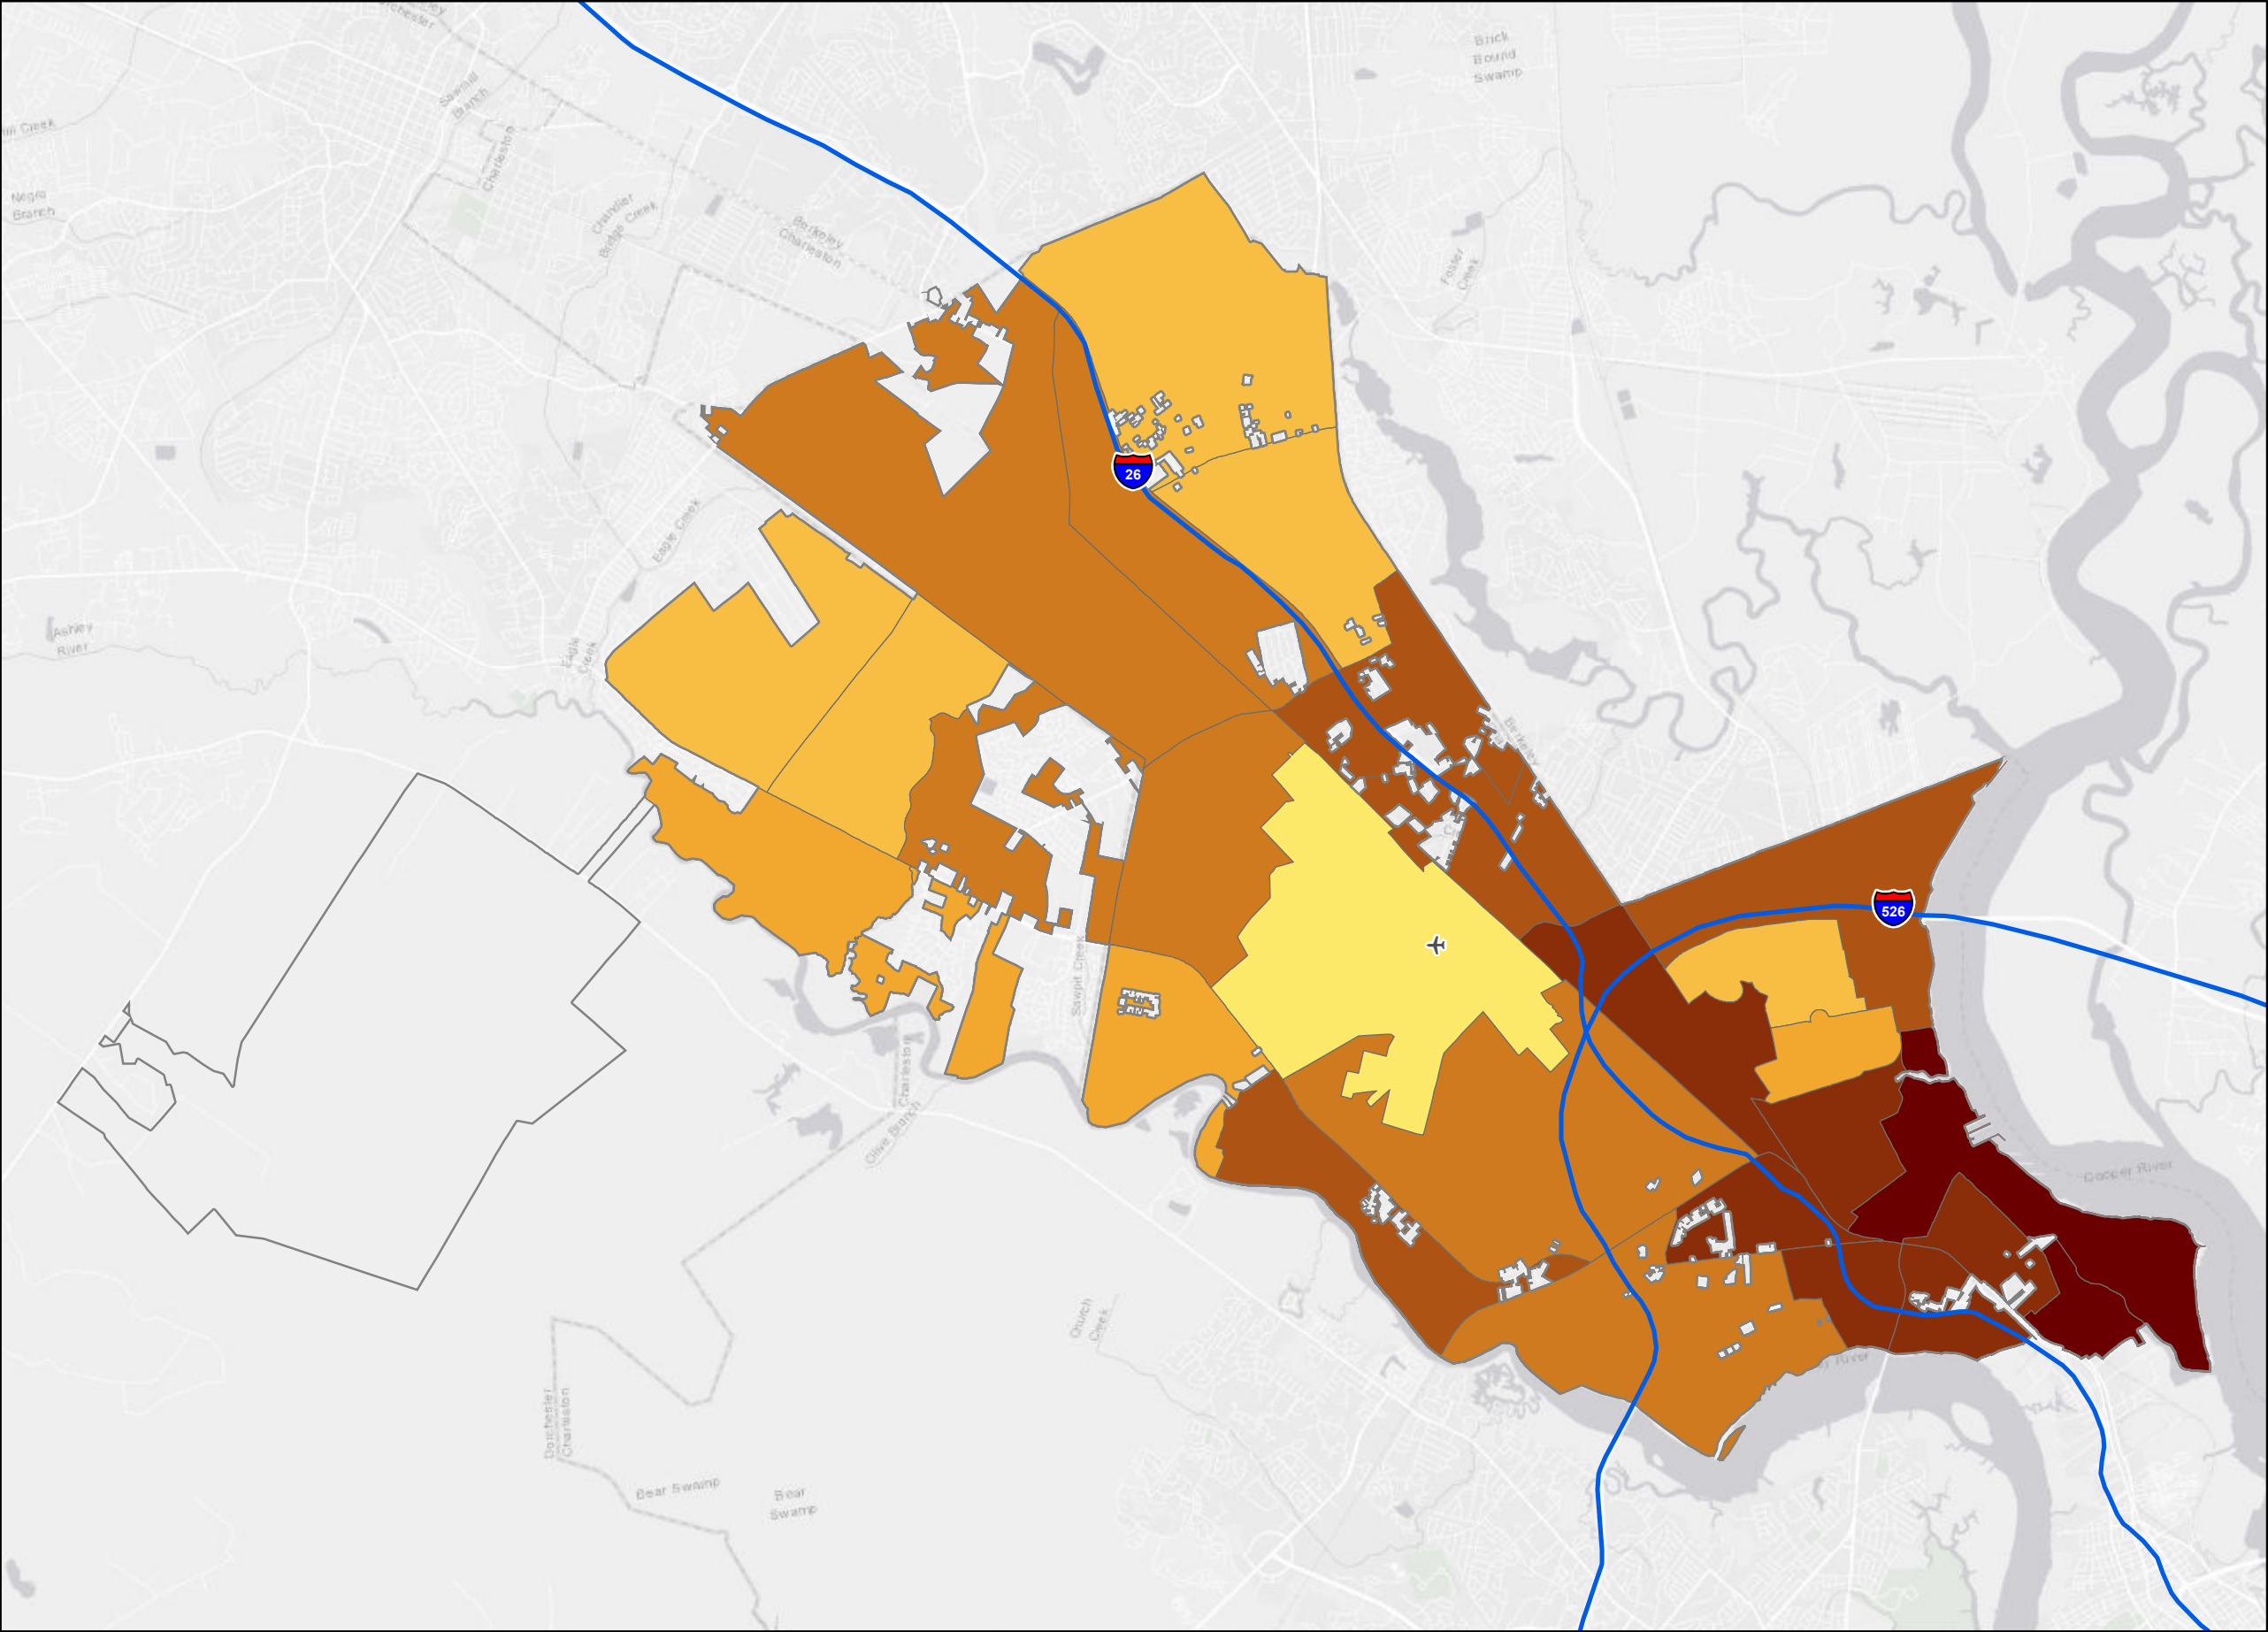 Brick
Bound
Swamp
Sawmill
Branch
Charleston
Negro
Branch
Chandler
Bridge Creek
Berkeley
Charleston
Foster
Creek
26
Eagle Creek
Ashley
River
Eagle
Creek
Berkeley
526
Sawpit Creek
Charleston
Olive Branch
Cooper River
Church
Creek
River
Dorchester
Charleston
Bear Swamp
Bear
Swamp